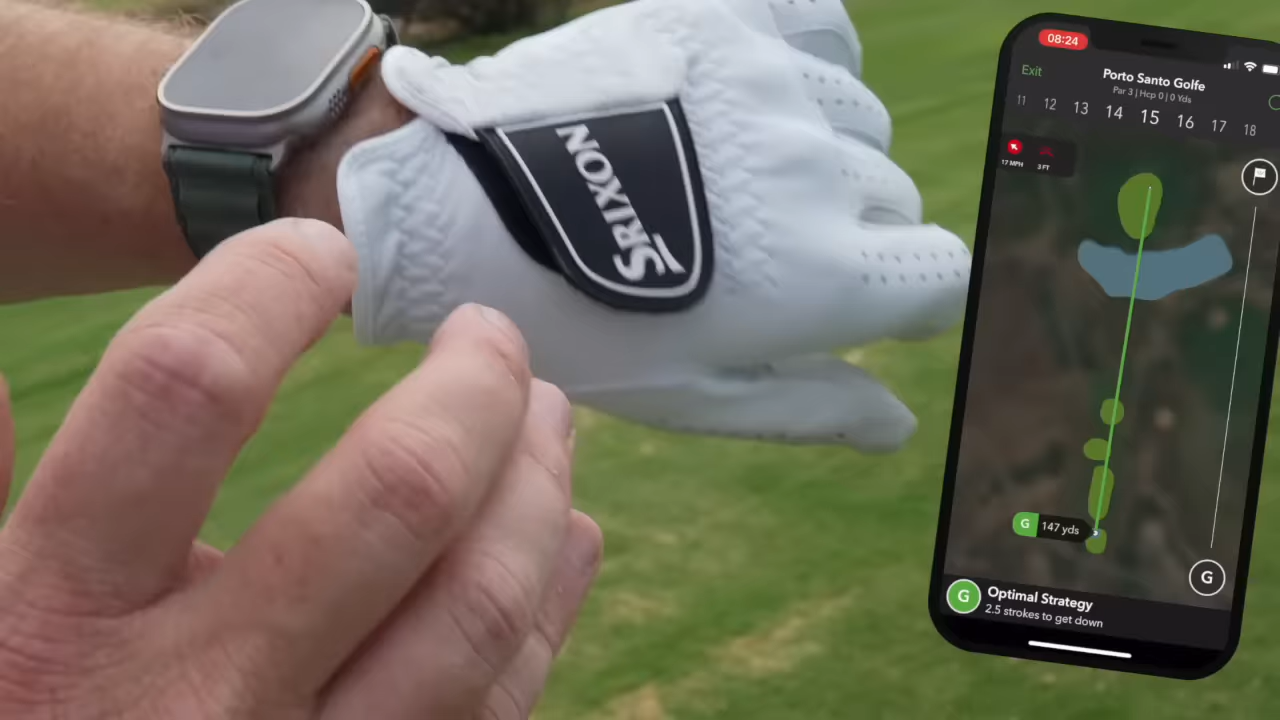 SRIXON
08:24
Exit
Porto Santo Golfe
Par 3 | Hcp 0 | 0 Yds
11 12 13 14 15 16 17 18
17 MPH 3 FT
G 147 yds
G
G Optimal Strategy
2.5 strokes to get down